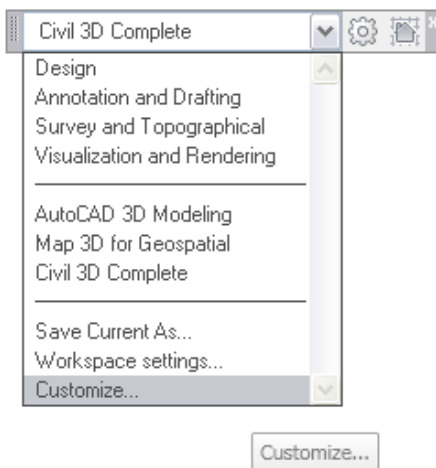 Civil 3D Complete
Design
Annotation and Drafting
Survey and Topographical
Visualization and Rendering
AutoCAD 3D Modeling
Map 3D for Geospatial
Civil 3D Complete
Save Current As...
Workspace settings...
Customize...
Customize...